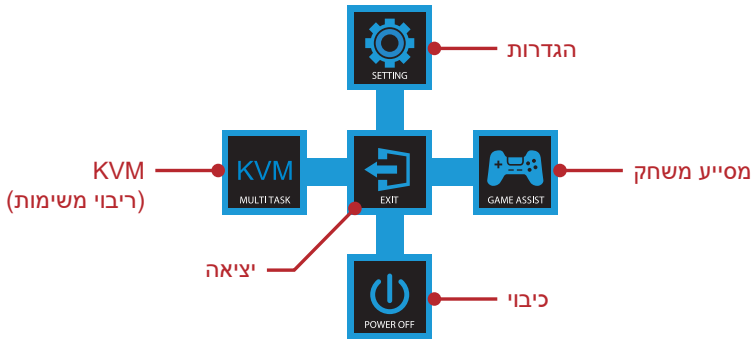 SETTING
הגדרות
KVM
(ריבוי משימות)
KVM
MULTI TASK
EXIT
GAME ASSIST
מסייע משחק
יציאה
POWER OFF
כיבוי